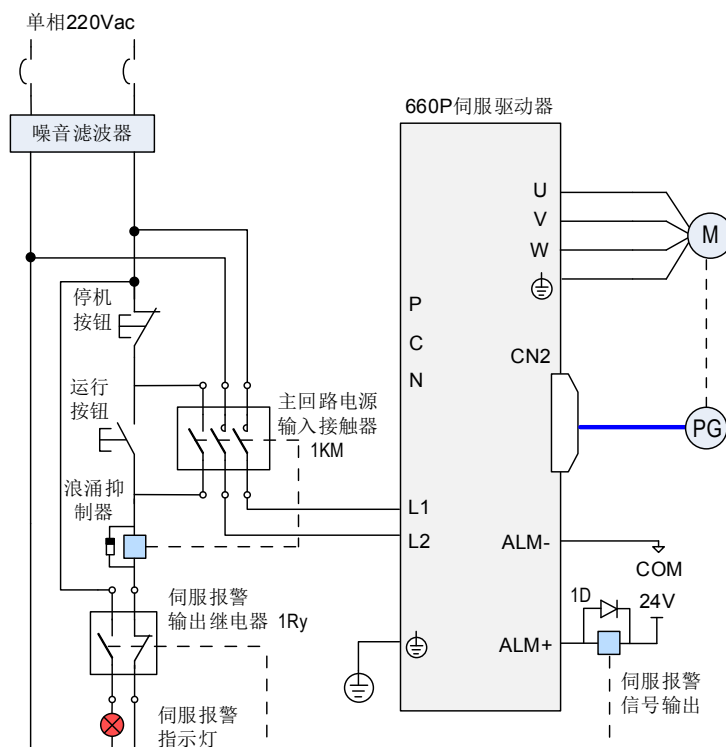 单相220Vac
噪音滤波器
660P伺服驱动器
U
V
W
M
停机
按钮
P
C
N
CN2
运行
按钮
主回路电源
输入接触器
1KM
PG
浪涌抑
制器
L1
L2
ALM-
COM
1D
24V
伺服报警
输出继电器 1Ry
ALM+
伺服报警
信号输出
伺服报警
指示灯